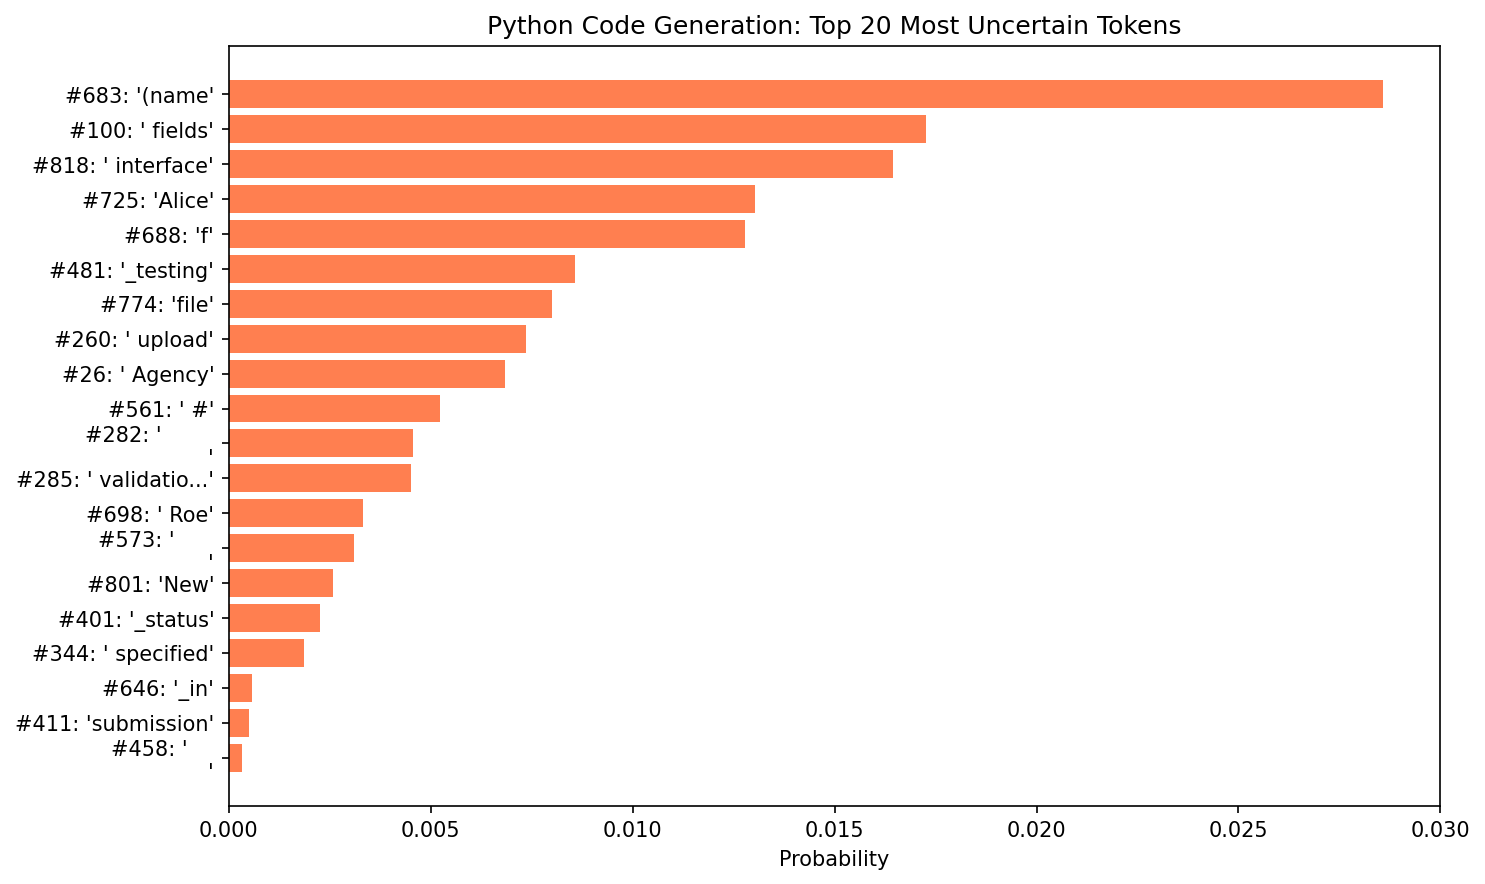 Python Code Generation: Top 20 Most Uncertain Tokens
#683: '(name'
#100: ' fields'
#818: ' interface'
#725: 'Alice'
#688: 'f'
#481: '_testing'
#774: 'file'
#260: ' upload'
#26: ' Agency'
#561: ' #'
#282: '
'
#285: ' validatio...'
#698: ' Roe'
#573: '
'
#801: 'New'
#401: '_status'
#344: ' specified'
#646: '_in'
#411: 'submission'
#458: '
'
0.000 0.005 0.010 0.015 0.020 0.025 0.030
Probability